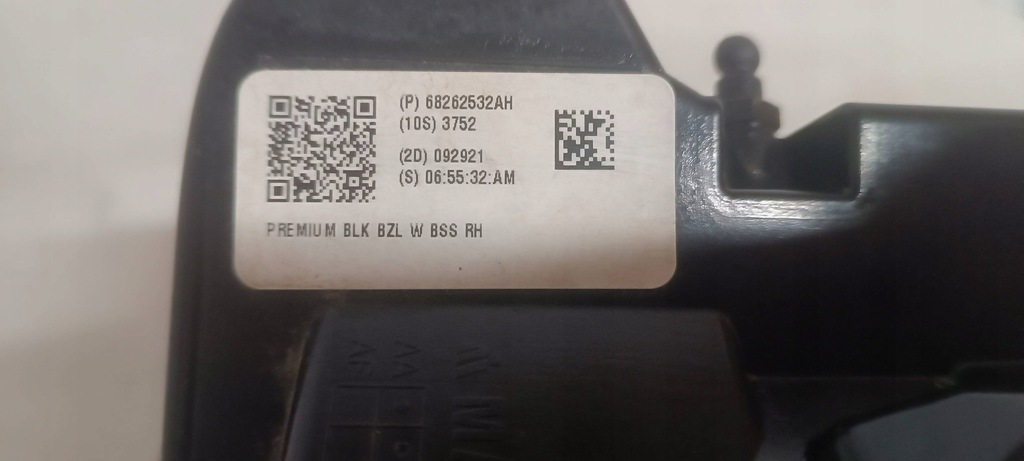 (P) 68262532AH
(10S) 3752
(2D) 092921
(S) 06:55:32:AM
PREMIUM BLK BZL W BSS RH